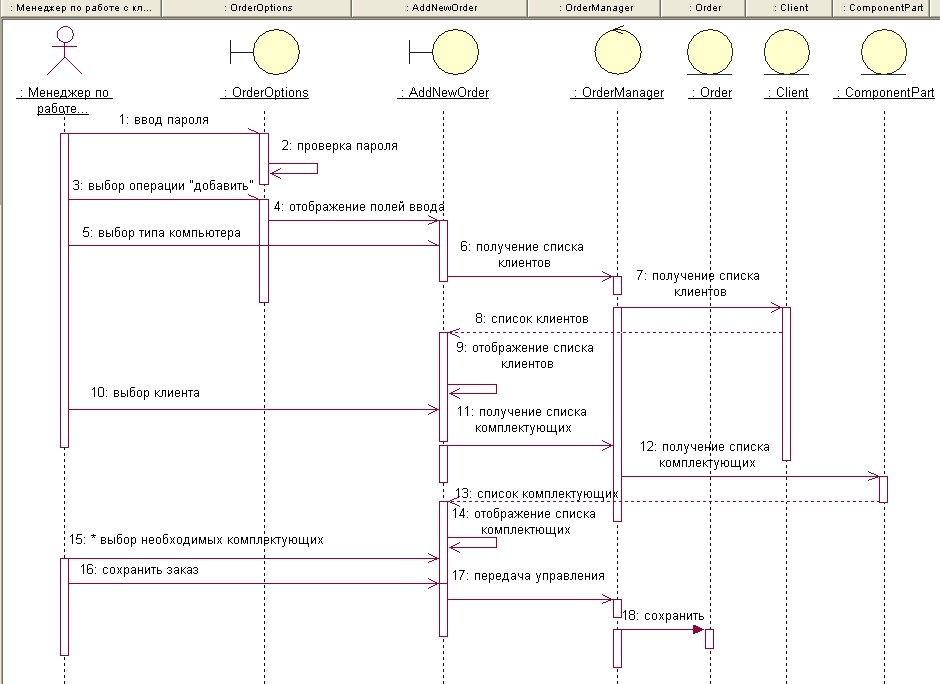 : Менеджер по работе с кл... : OrderOptions : AddNewOrder : OrderManager : Order : Client : ComponentPart
: Менеджер по
работе...
: OrderOptions
: AddNewOrder
: OrderManager
: Order
: Client
: ComponentPart
1: ввод пароля
2: проверка пароля
3: выбор операции "добавить"
4: отображение полей ввода
5: выбор типа компьютера
6: получение списка
клиентов
7: получение списка
клиентов
8: список клиентов
9: отображение списка
клиентов
10: выбор клиента
11: получение списка
комплектующих
12: получение списка
комплектующих
13: список комплектующих
14: отображение списка
комплектющих
15: * выбор необходимых комплектующих
16: сохранить заказ
17: передача управления
18: сохранить